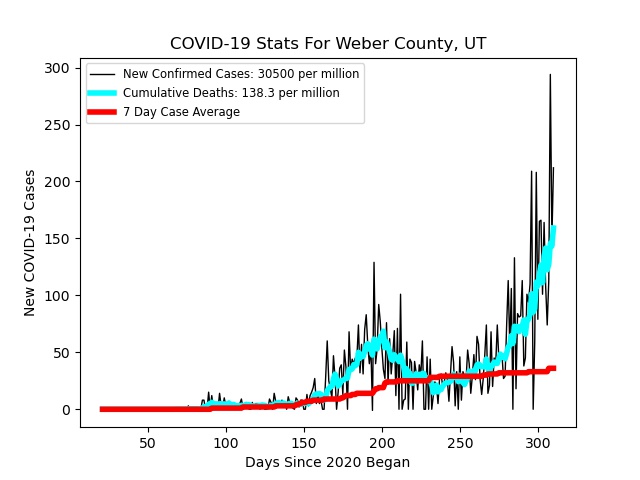 COVID-19 Stats For Weber County, UT
New Confirmed Cases: 30500 per million
Cumulative Deaths: 138.3 per million
7 Day Case Average
300
250
200
150
100
50
0
New COVID-19 Cases
50
100
150
200
250
300
Days Since 2020 Began